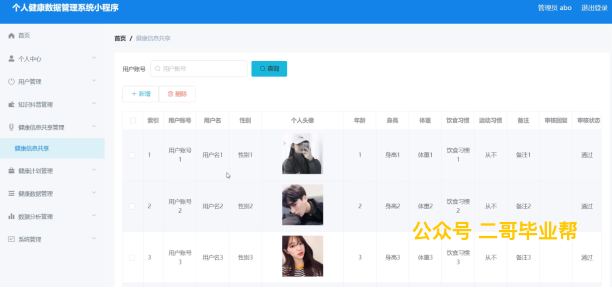 个人健康数据管理系统小程序
管理员 abo 退出登录
首页
个人中心
用户管理
知识科普管理
健康信息共享管理
健康信息共享
健康计划管理
健康数据管理
数据分析管理
系统管理
首页 / 健康信息共享
用户账号 用户账号 查询
+ 新增 删除
索引 用户账号 用户名 性别 个人头像 年龄 身高 体重 饮食习惯 运动习惯 备注 审核回复 审核状态
1 用户账号1 用户名1 性别1 1 身高1 体重1 饮食习惯1 从不 备注1 通过
2 用户账号2 用户名2 性别2 2 身高2 体重2 饮食习惯2 从不 备注2 通过
3 用户账号3 用户名3 性别3 3 身高3 体重3 饮食习惯3 从不 备注3 通过
公众号 二哥毕业帮